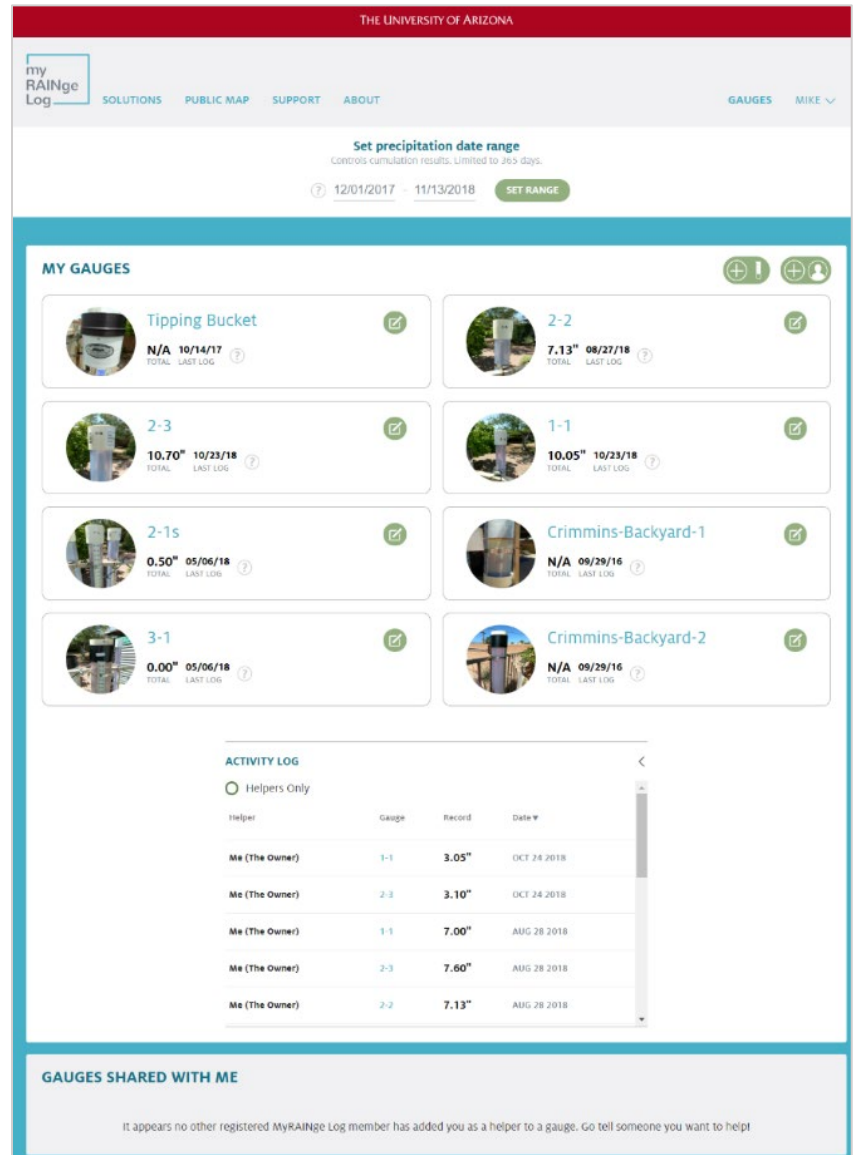 THE UNIVERSITY OF ARIZONA
my
RAINge
Log
SOLUTIONS PUBLIC MAP SUPPORT ABOUT GAUGES MIKE
Set precipitation date range
Controls cumulation results. Limited to 365 days.
? 12/01/2017 - 11/13/2018 SET RANGE
MY GAUGES
Tipping Bucket
N/A 10/14/17 ?
TOTAL LAST LOG
2-2
7.13" 08/27/18 ?
TOTAL LAST LOG
2-3
10.70" 10/23/18 ?
TOTAL LAST LOG
1-1
10.05" 10/23/18 ?
TOTAL LAST LOG
2-1s
0.50" 05/06/18 ?
TOTAL LAST LOG
Crimmins-Backyard-1
N/A 09/29/16 ?
TOTAL LAST LOG
3-1
0.00" 05/06/18 ?
TOTAL LAST LOG
Crimmins-Backyard-2
N/A 09/29/16 ?
TOTAL LAST LOG
ACTIVITY LOG
Helpers Only
Helper Gauge Record Date
Me (The Owner) 1-1 3.05" OCT 24 2018
Me (The Owner) 2-3 3.10" OCT 24 2018
Me (The Owner) 1-1 7.00" AUG 28 2018
Me (The Owner) 2-3 7.60" AUG 28 2018
Me (The Owner) 2-2 7.13" AUG 28 2018
GAUGES SHARED WITH ME
It appears no other registered MyRAINge Log member has added you as a helper to a gauge. Go tell someone you want to help!